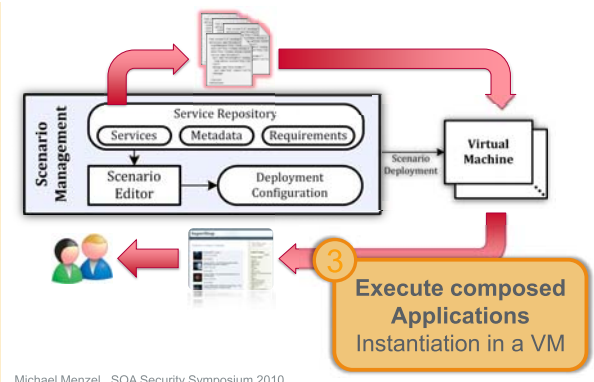 Scenario
Management
Service Repository
Services
Metadata
Requirements
Scenario
Editor
Deployment
Configuration
Scenario
Deployment
Virtual
Machine
3
Execute composed
Applications
Instantiation in a VM
Michael Menzel, SOA Security Symposium 2010